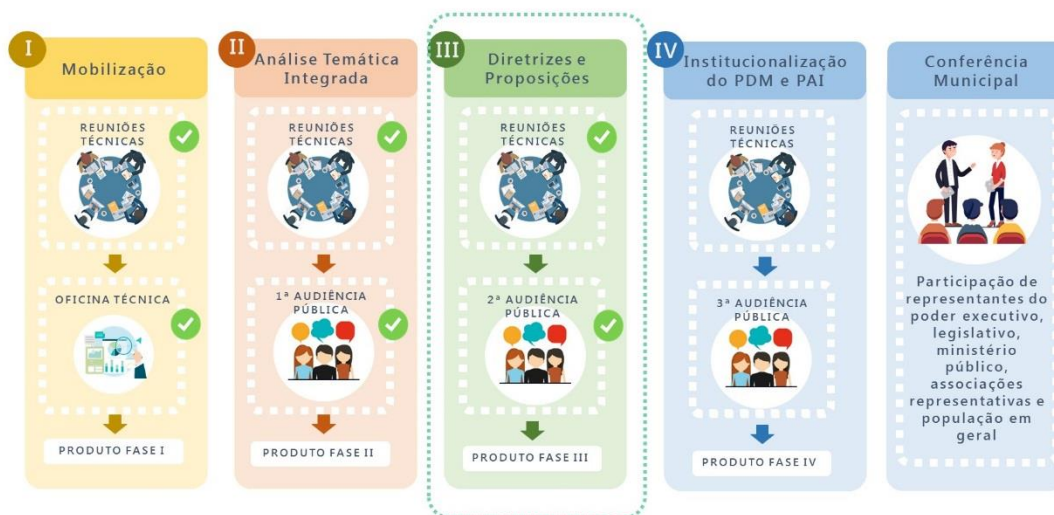 I
Mobilização
REUNIÕES
TÉCNICAS
OFICINA TÉCNICA
PRODUTO FASE I
II
Análise Temática
Integrada
REUNIÕES
TÉCNICAS
1ª AUDIÊNCIA
PÚBLICA
PRODUTO FASE II
III
Diretrizes e
Proposições
REUNIÕES
TÉCNICAS
2ª AUDIÊNCIA
PÚBLICA
PRODUTO FASE III
IV
Institucionalização
do PDM e PAI
REUNIÕES
TÉCNICAS
3ª AUDIÊNCIA
PÚBLICA
PRODUTO FASE IV
Conferência
Municipal
Participação de
representantes do
poder executivo,
legislativo,
ministério
público,
associações
representativas e
população em
geral